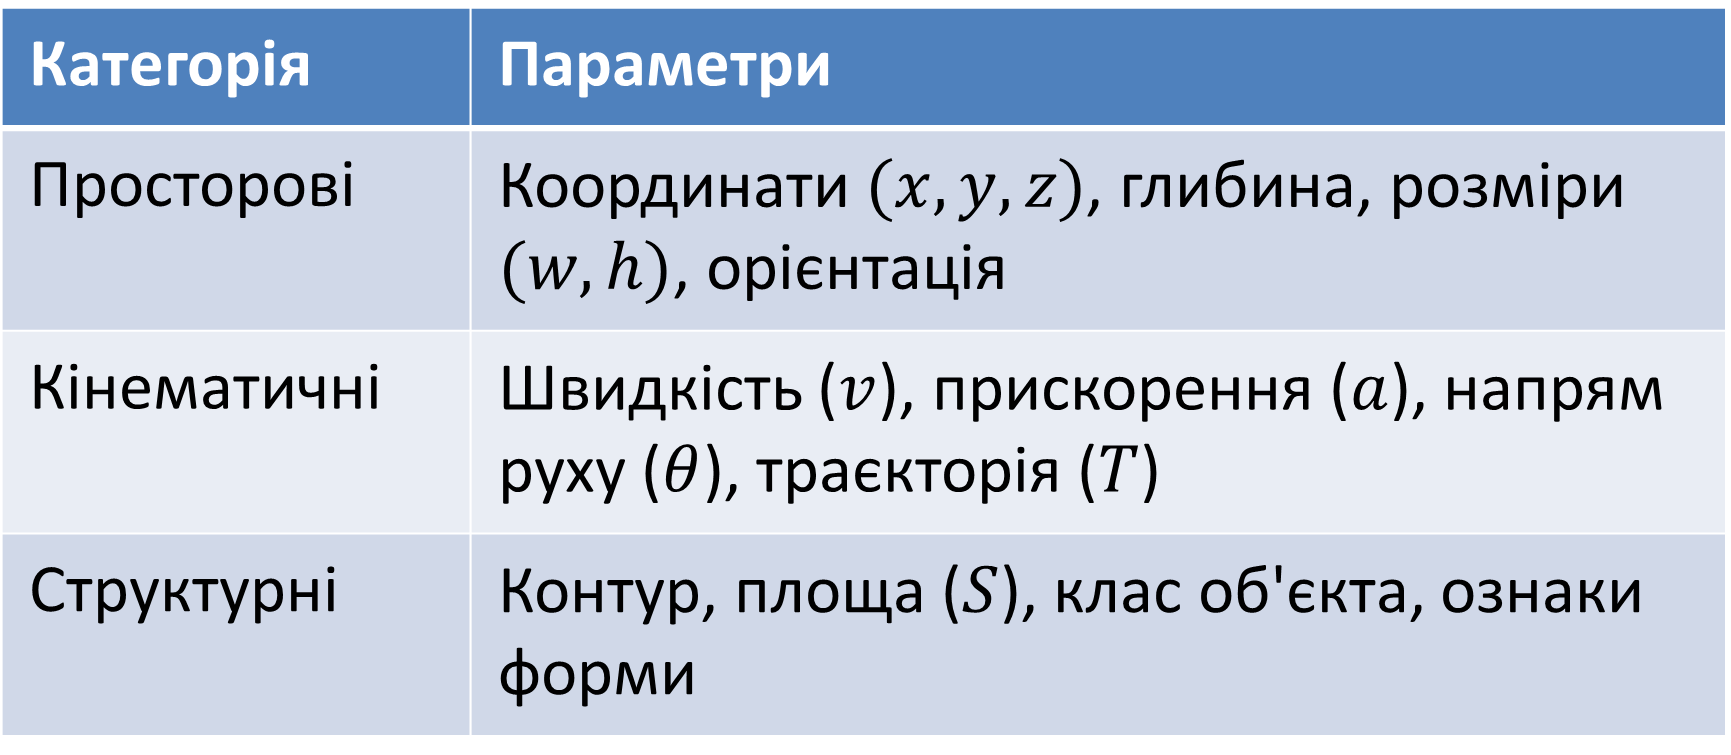 Категорія Параметри
Просторові Координати (x, y, z), глибина, розміри
(w, h), орієнтація
Кінематичні Швидкість (v), прискорення (a), напрям
руху (θ), траєкторія (T)
Структурні Контур, площа (S), клас об'єкта, ознаки
форми